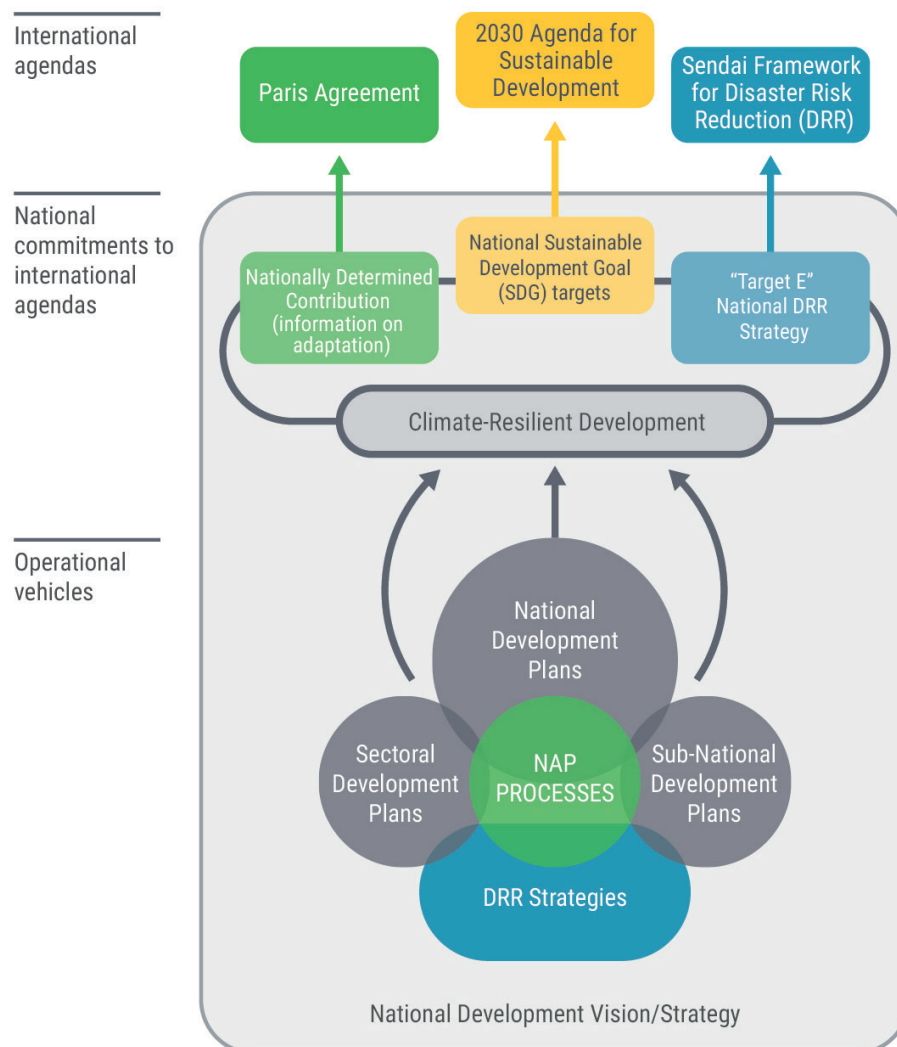 International
agendas
Paris Agreement
2030 Agenda for
Sustainable
Development
Sendai Framework
for Disaster Risk
Reduction (DRR)
National
commitments to
international
agendas
Nationally Determined
Contribution
(information on
adaptation)
National Sustainable
Development Goal
(SDG) targets
“Target E”
National DRR
Strategy
Climate-Resilient Development
Operational
vehicles
National
Development
Plans
Sectoral
Development
Plans
NAP
PROCESSES
Sub-National
Development
Plans
DRR Strategies
National Development Vision/Strategy